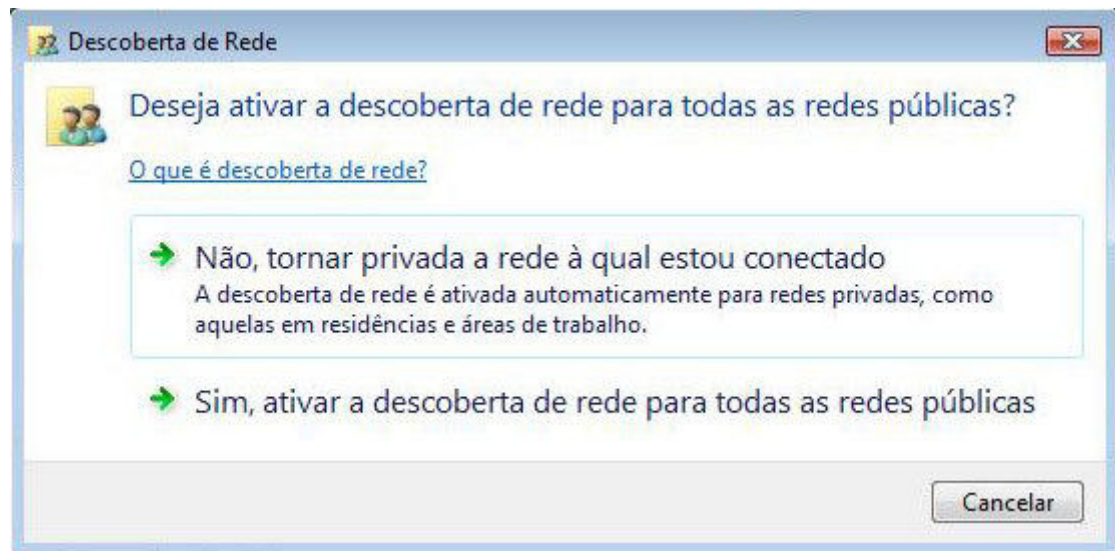 Descoberta de Rede
Deseja ativar a descoberta de rede para todas as redes públicas?
O que é descoberta de rede?
Não, tornar privada a rede à qual estou conectado
A descoberta de rede é ativada automaticamente para redes privadas, como
aquelas em residências e áreas de trabalho.
Sim, ativar a descoberta de rede para todas as redes públicas
Cancelar